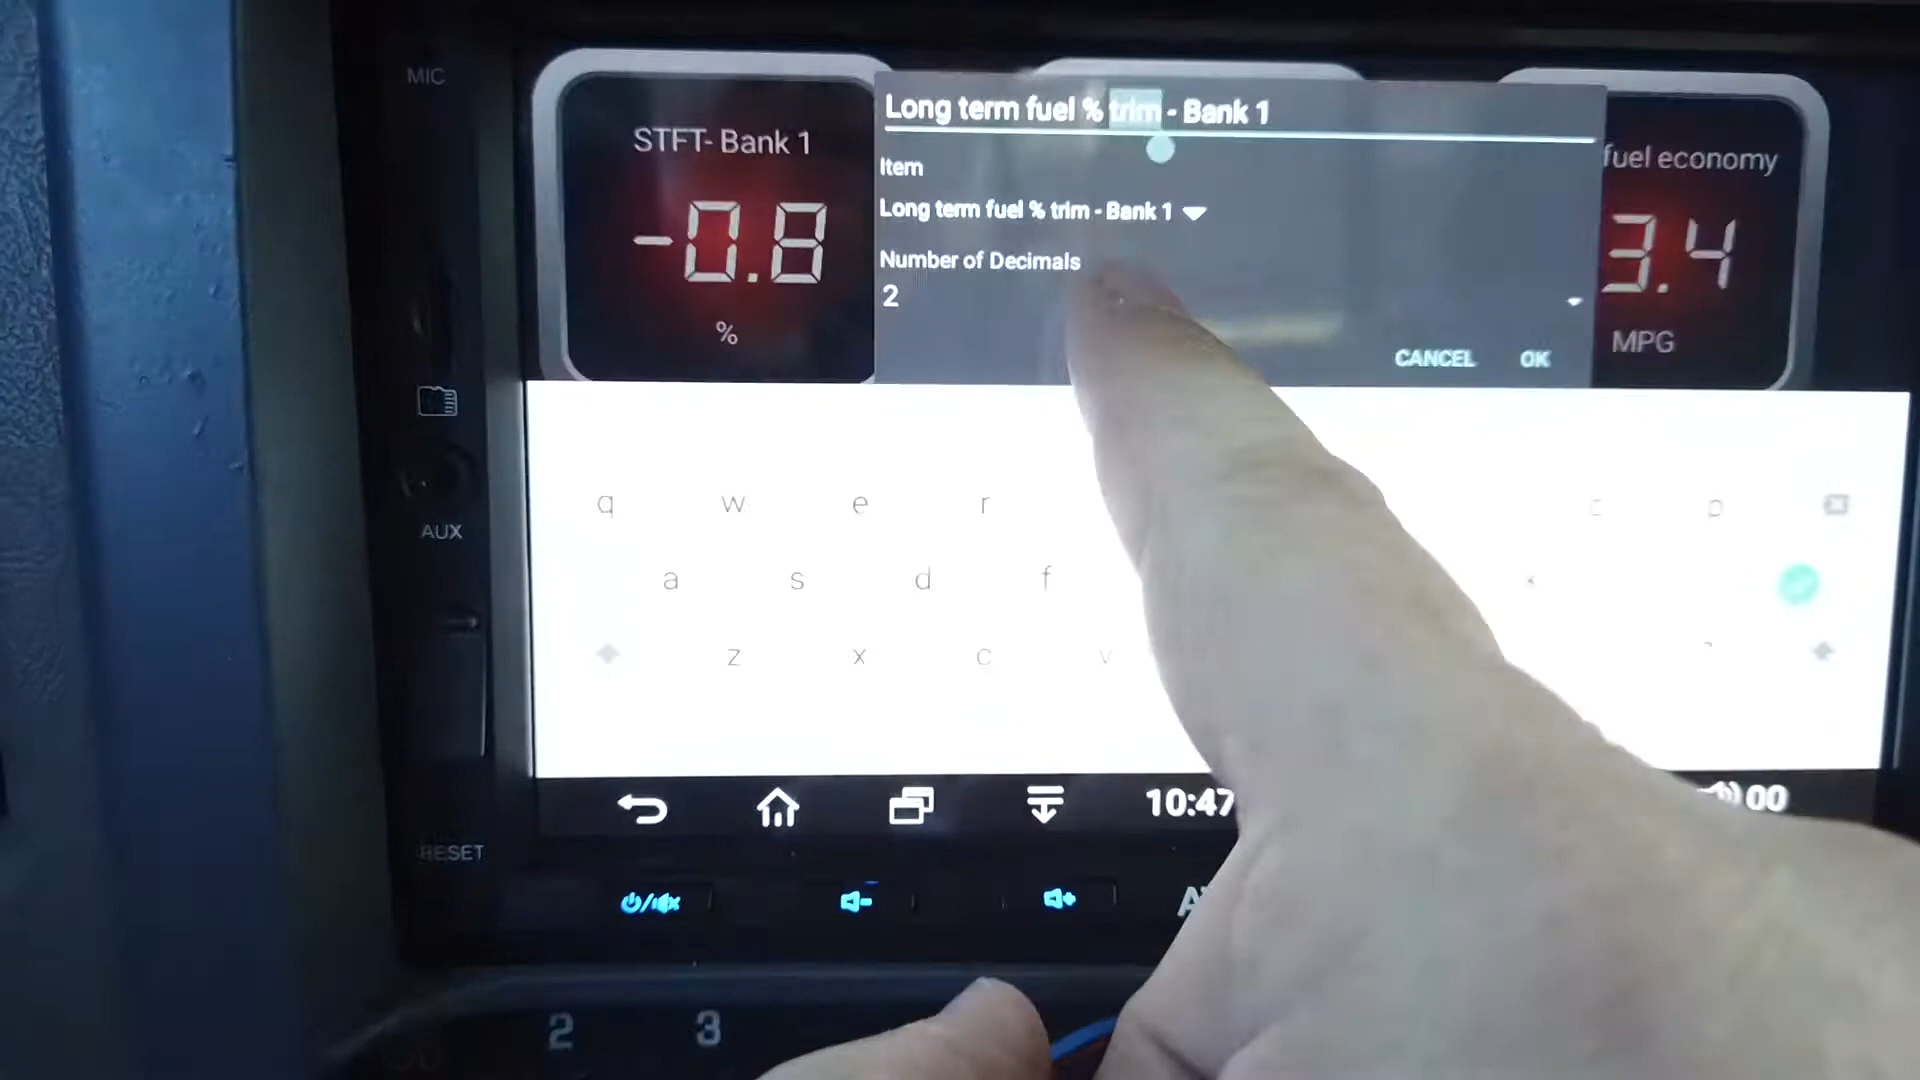 MIC
STFT- Bank 1
-0.8
%
Long term fuel % trim - Bank 1
Item
Long term fuel % trim - Bank 1
Number of Decimals
2
CANCEL OK
fuel economy
3.4
MPG
AUX
q w e r
a s d f
z x c v
10:47
00
RESET
2 3